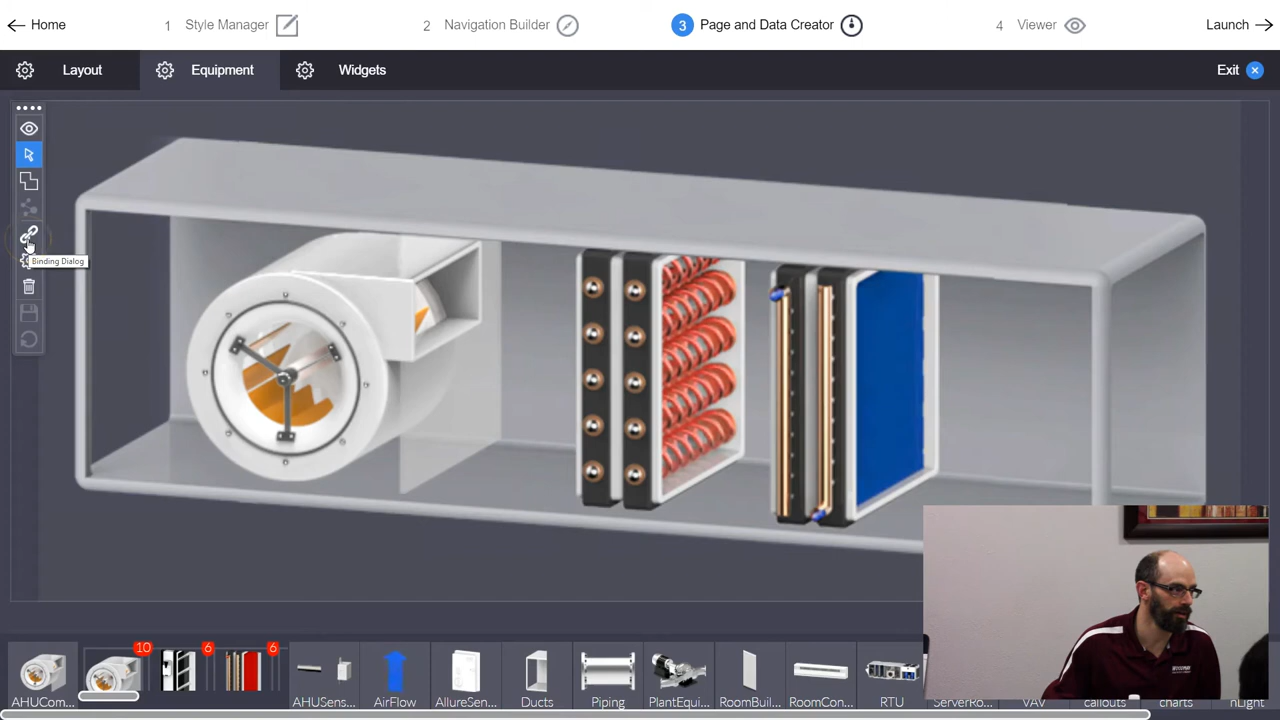 Home
1 Style Manager
2 Navigation Builder
3 Page and Data Creator
4 Viewer
Launch
Layout
Equipment
Widgets
Exit
Binding Dialog
10
6
6
AHUCom...
AHUSens...
AirFlow
AllureSens...
Ducts
Piping
PlantEqui...
RoomBuil...
RoomCon...
RTU
ServerRo...
VAV
callouts
charts
nLight